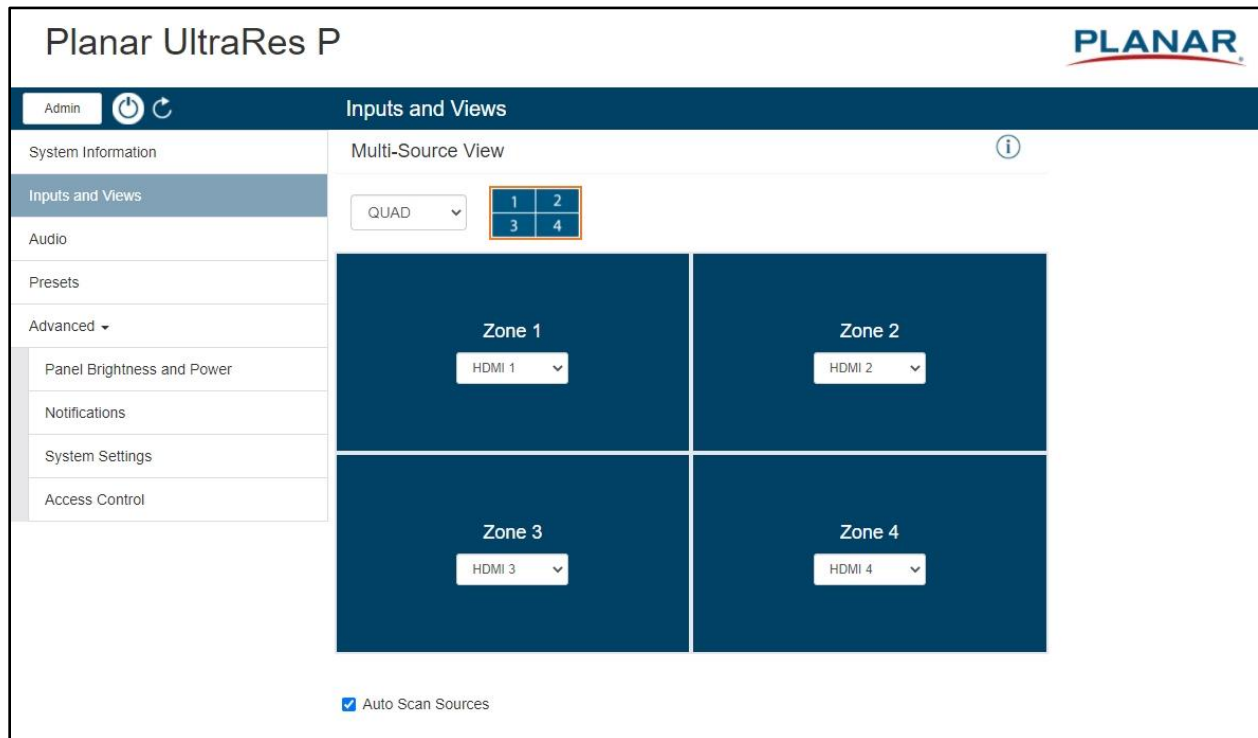 Planar UltraRes P
PLANAR
Admin
Inputs and Views
System Information
Inputs and Views
Audio
Presets
Advanced
Panel Brightness and Power
Notifications
System Settings
Access Control
Multi-Source View
i
QUAD
1 2
3 4
Zone 1
HDMI 1
Zone 2
HDMI 2
Zone 3
HDMI 3
Zone 4
HDMI 4
Auto Scan Sources